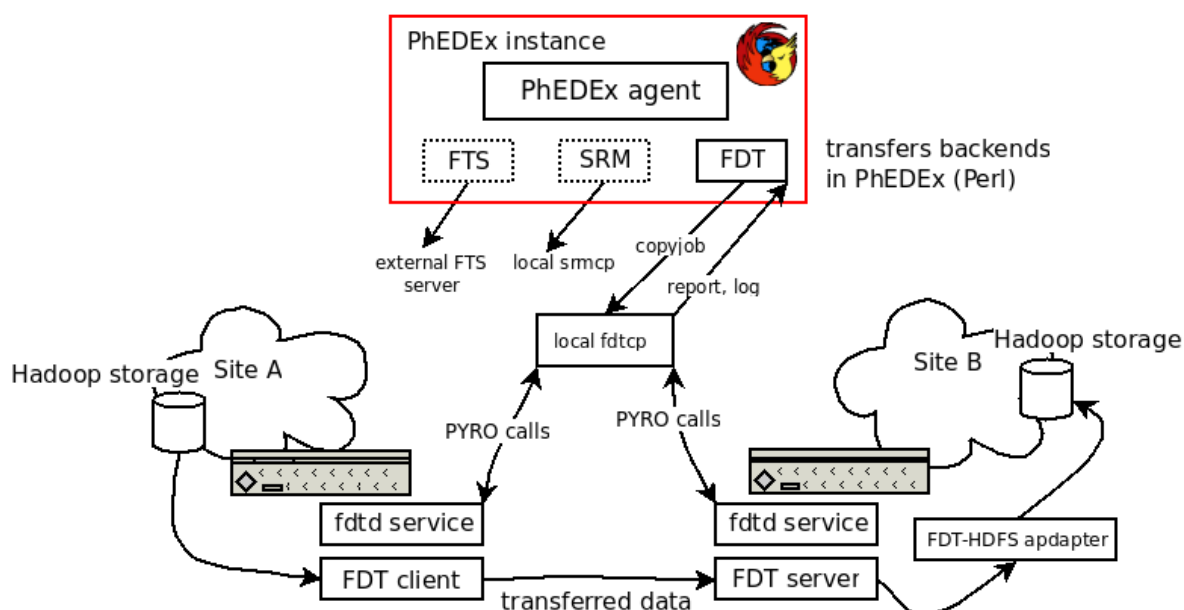 PhEDEx instance
PhEDEx agent
FTS
SRM
FDT
transfers backends
in PhEDEx (Perl)
copyjob
external FTS
server
local srmcp
report, log
local fdtcp
Hadoop storage
Site A
Site B
Hadoop storage
PYRO calls
PYRO calls
fdtd service
fdtd service
FDT-HDFS apdapter
FDT client
FDT server
transferred data